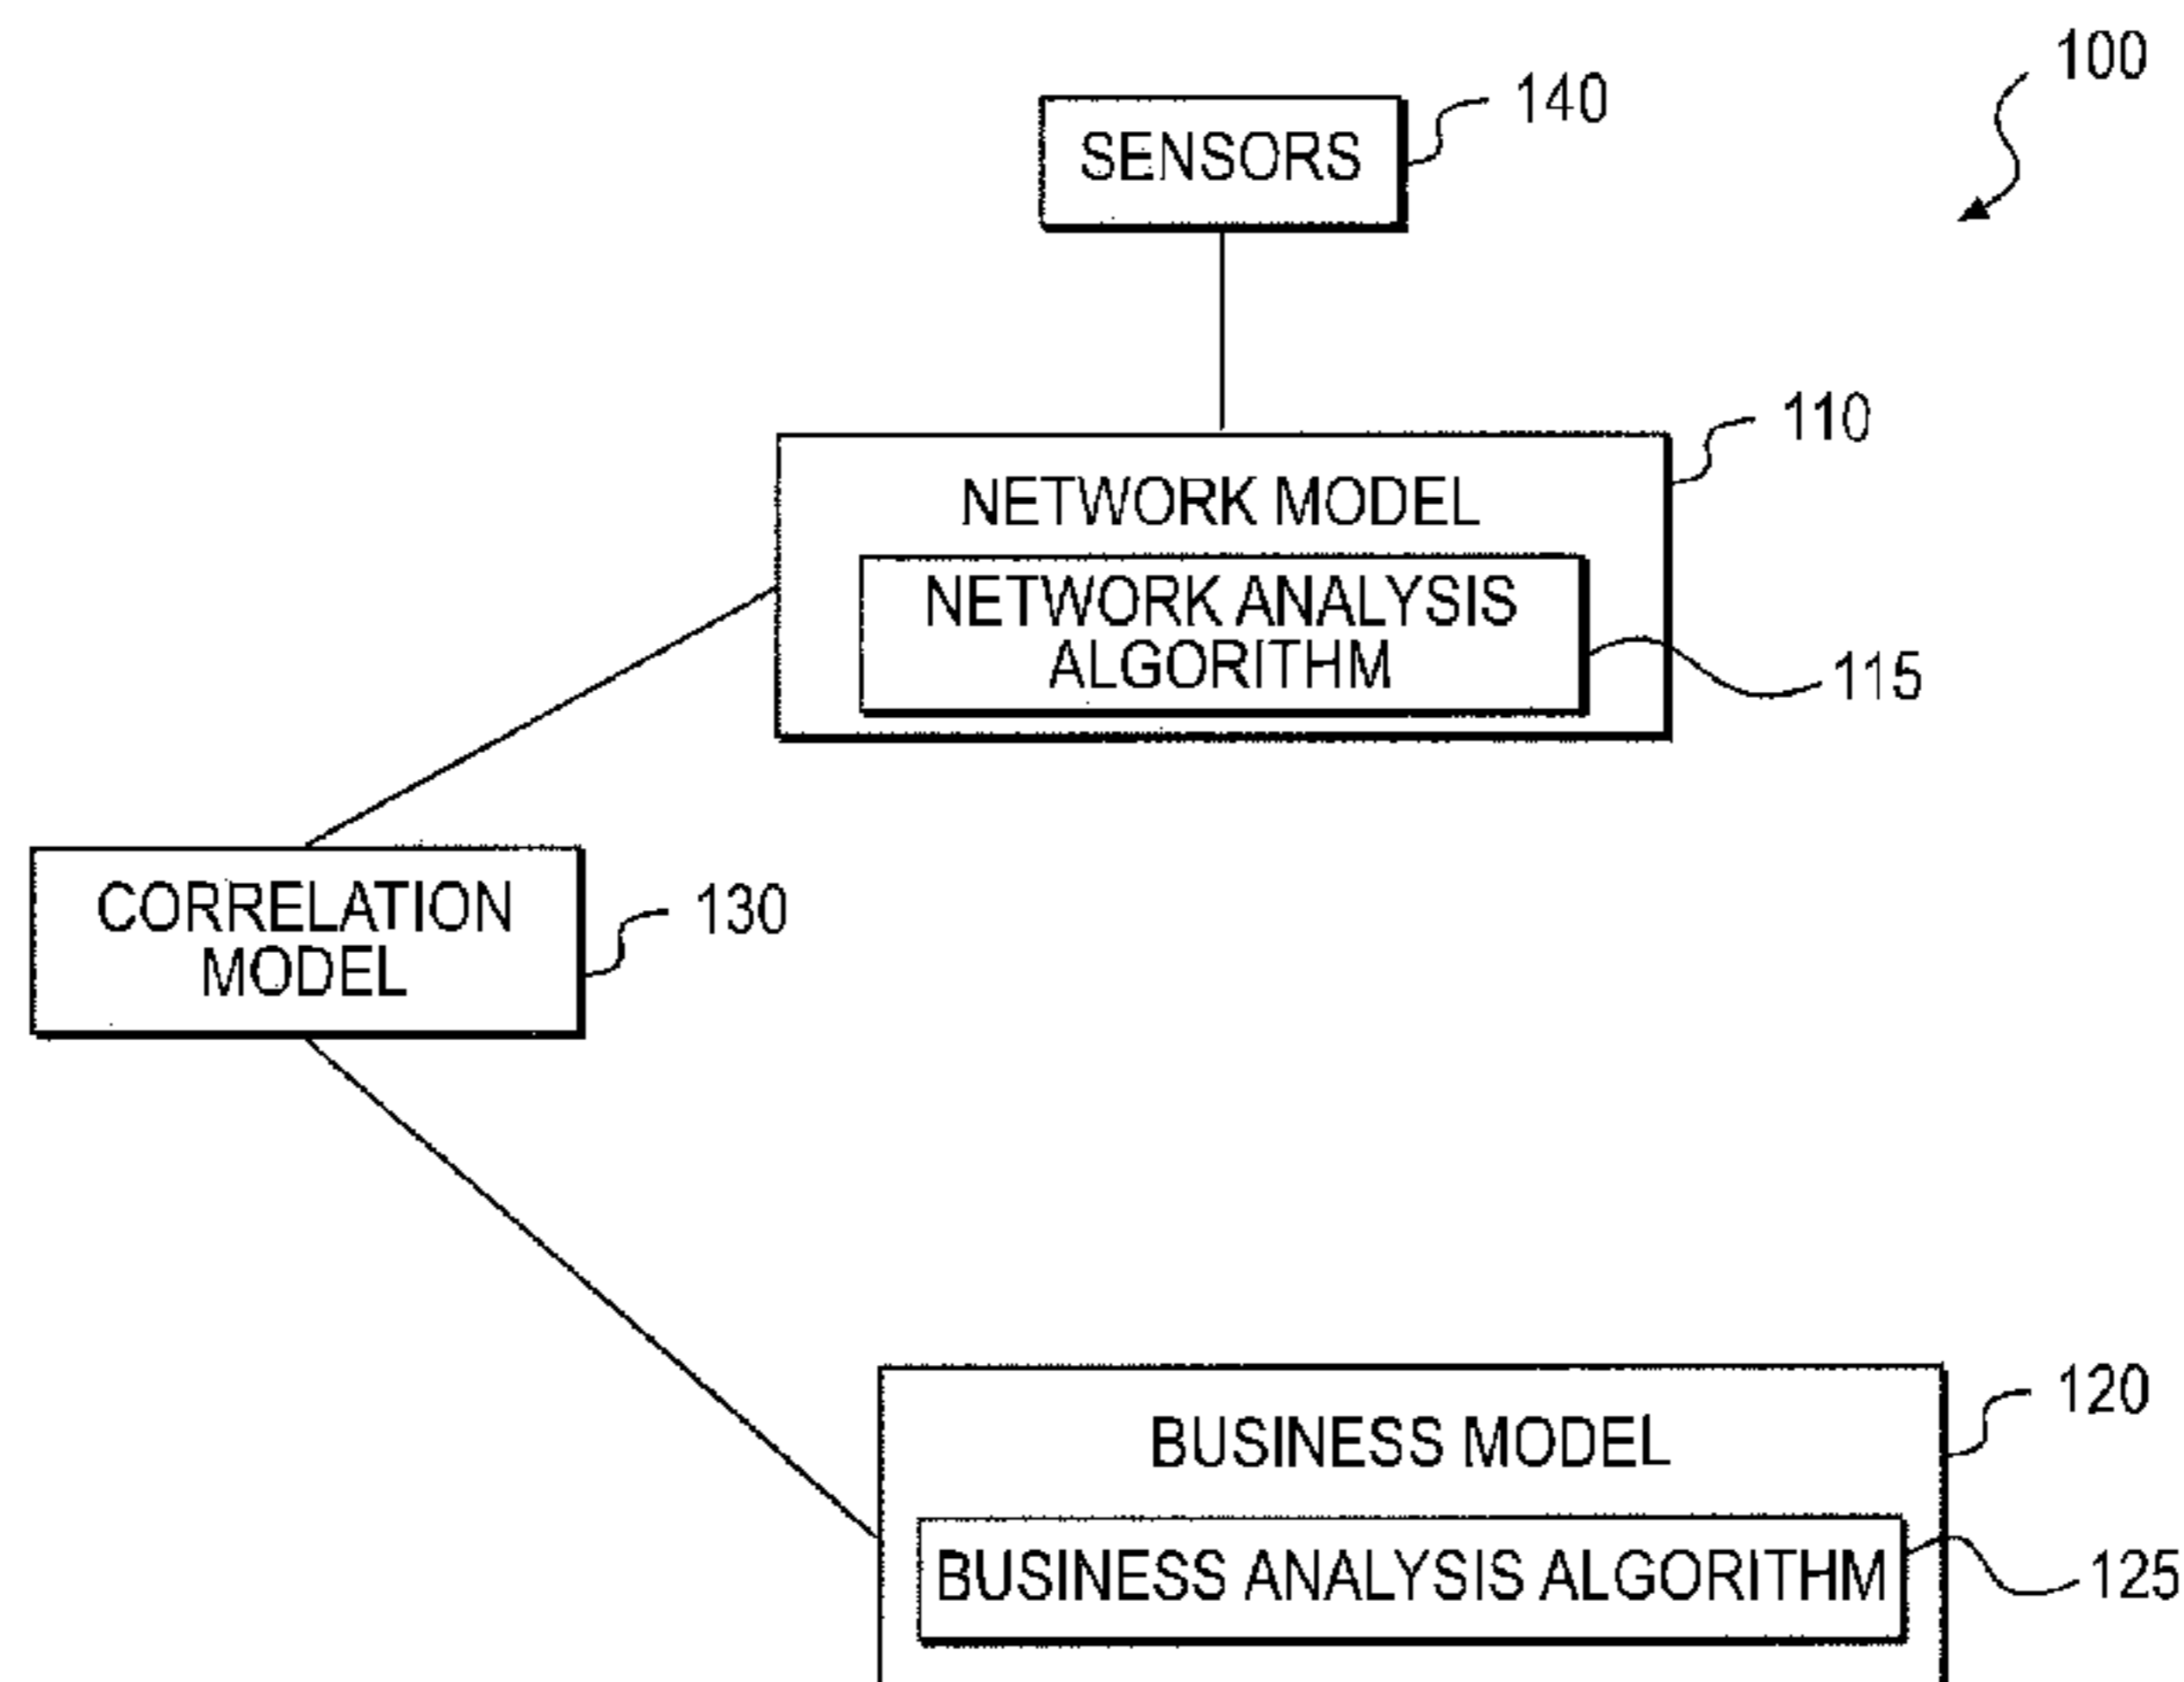 100
SENSORS
140
NETWORK MODEL
110
NETWORK ANALYSIS
ALGORITHM
115
CORRELATION
MODEL
130
BUSINESS MODEL
120
BUSINESS ANALYSIS ALGORITHM
125